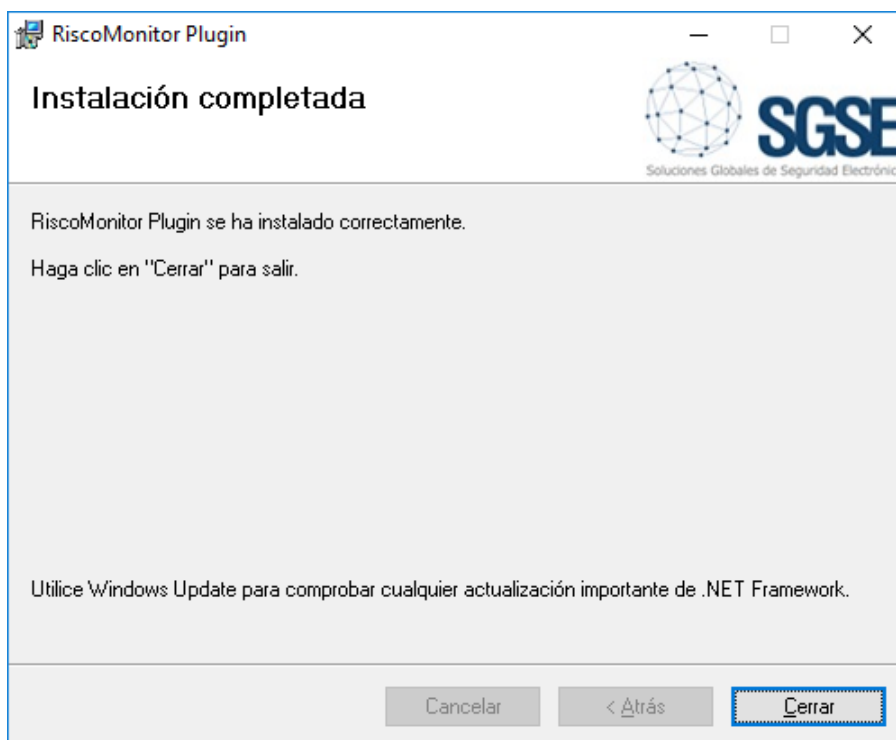 RiscoMonitor Plugin
Instalación completada
SGSE
Soluciones Globales de Seguridad Electrónic
RiscoMonitor Plugin se ha instalado correctamente.
Haga clic en "Cerrar" para salir.
Utilice Windows Update para comprobar cualquier actualización importante de .NET Framework.
Cancelar
< Atrás
Cerrar